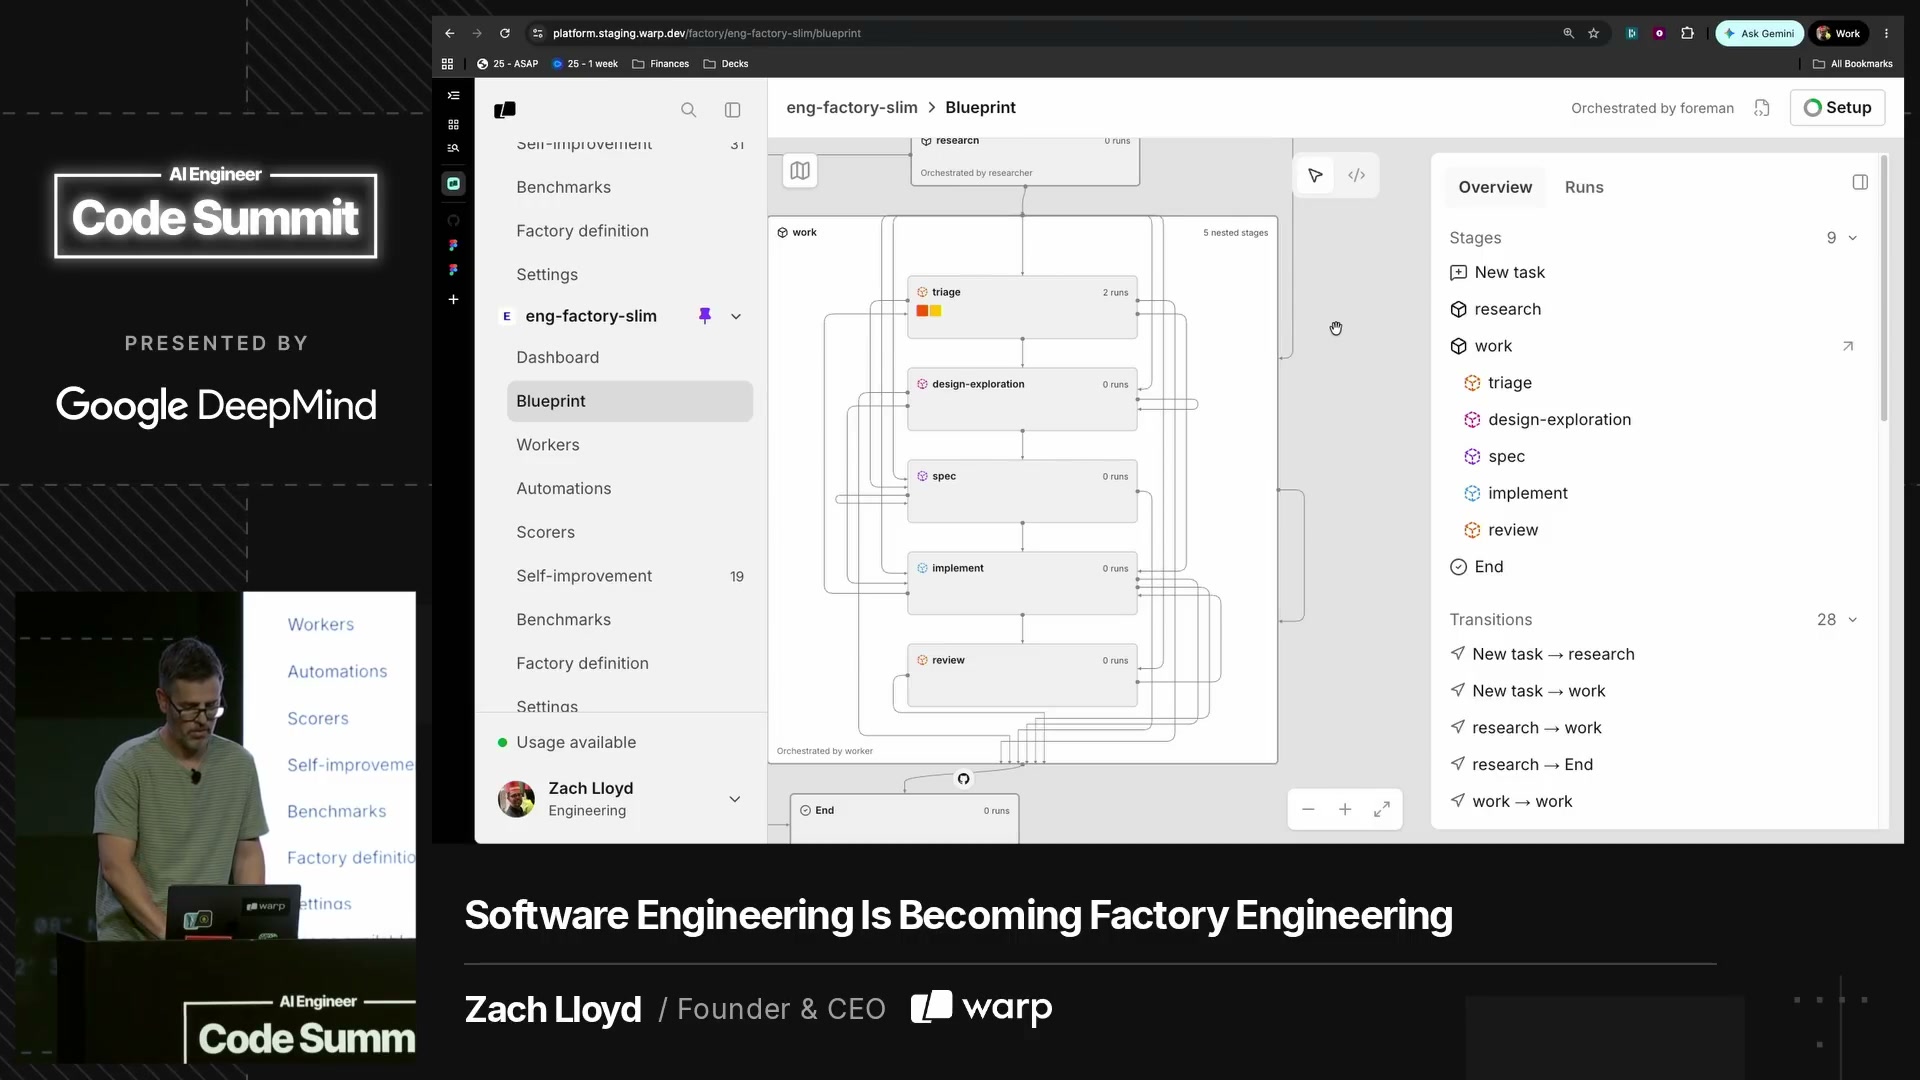 AI Engineer
Code Summit
PRESENTED BY
Google DeepMind
platform.staging.warp.dev/factory/eng-factory-slim/blueprint
Ask Gemini
Work
25 - ASAP
25 - 1 week
Finances
Decks
All Bookmarks
Self-improvement 31
Benchmarks
Factory definition
Settings
E eng-factory-slim
Dashboard
Blueprint
Workers
Automations
Scorers
Self-improvement 19
Benchmarks
Factory definition
Settings
Usage available
Zach Lloyd
Engineering
eng-factory-slim > Blueprint
Orchestrated by foreman
Setup
research 0 runs
Orchestrated by researcher
work 5 nested stages
triage 2 runs
design-exploration 0 runs
spec 0 runs
implement 0 runs
review 0 runs
Orchestrated by worker
End 0 runs
Overview Runs
Stages 9
New task
research
work
triage
design-exploration
spec
implement
review
End
Transitions 28
New task → research
New task → work
research → work
research → End
work → work
Workers
Automations
Scorers
Self-improveme
Benchmarks
Factory definitio
ettings
warp
AI Engineer
Code Summ
Software Engineering Is Becoming Factory Engineering
Zach Lloyd / Founder & CEO warp